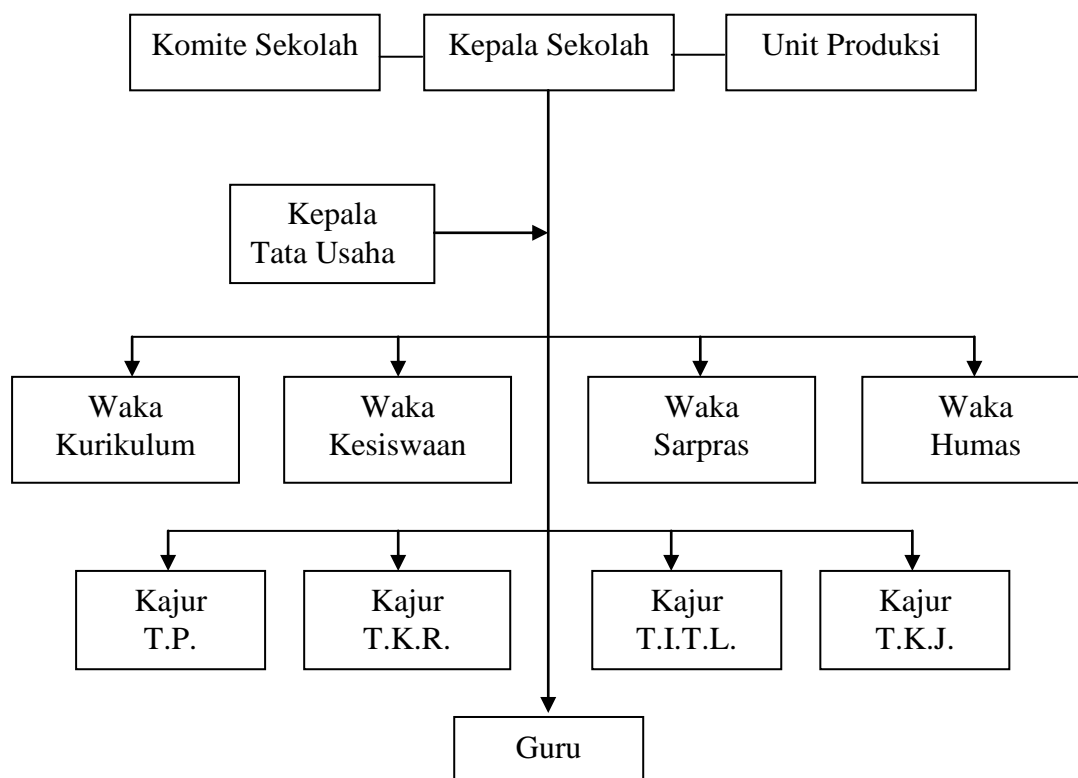 Komite Sekolah
Kepala Sekolah
Unit Produksi
Kepala
Tata Usaha
Waka
Kurikulum
Waka
Kesiswaan
Waka
Sarpras
Waka
Humas
Kajur
T.P.
Kajur
T.K.R.
Kajur
T.I.T.L.
Kajur
T.K.J.
Guru